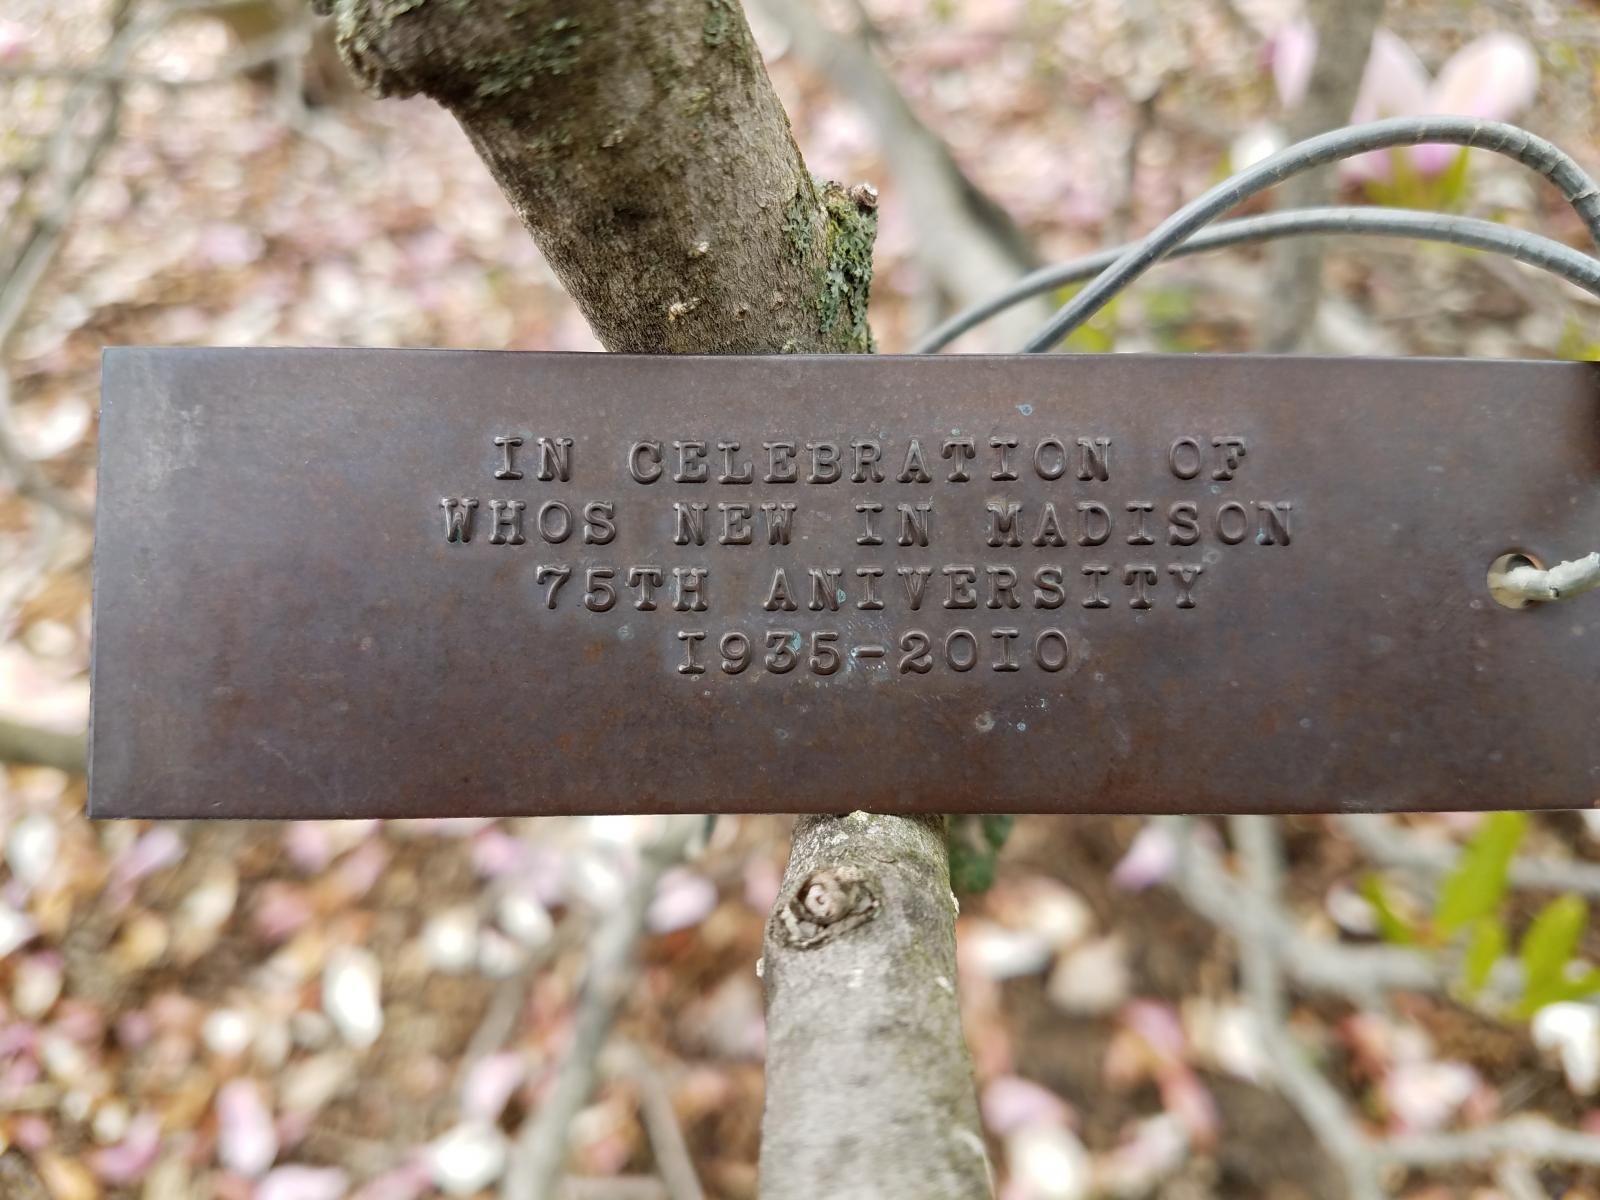 IN CELEBRATION OF
WHOS NEW IN MADISON
75TH ANIVERSITY
1935-2010